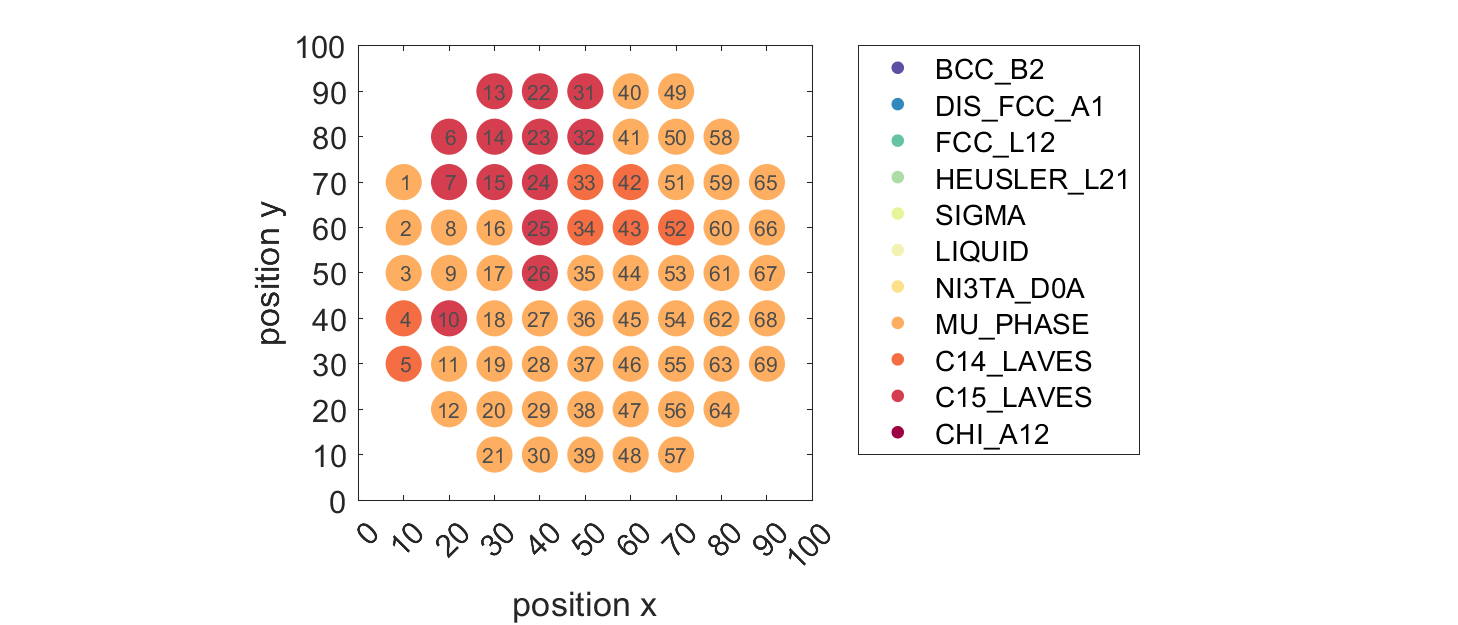 100
90
13 22 31 40 49
80
6 14 23 32 41 50 58
70
1 7 15 24 33 42 51 59 65
60
2 8 16 25 34 43 52 60 66
50
3 9 17 26 35 44 53 61 67
40
4 10 18 27 36 45 54 62 68
30
5 11 19 28 37 46 55 63 69
20
12 20 29 38 47 56 64
10
21 30 39 48 57
0
position y
0 10 20 30 40 50 60 70 80 90 100
position x
BCC_B2
DIS_FCC_A1
FCC_L12
HEUSLER_L21
SIGMA
LIQUID
NI3TA_D0A
MU_PHASE
C14_LAVES
C15_LAVES
CHI_A12